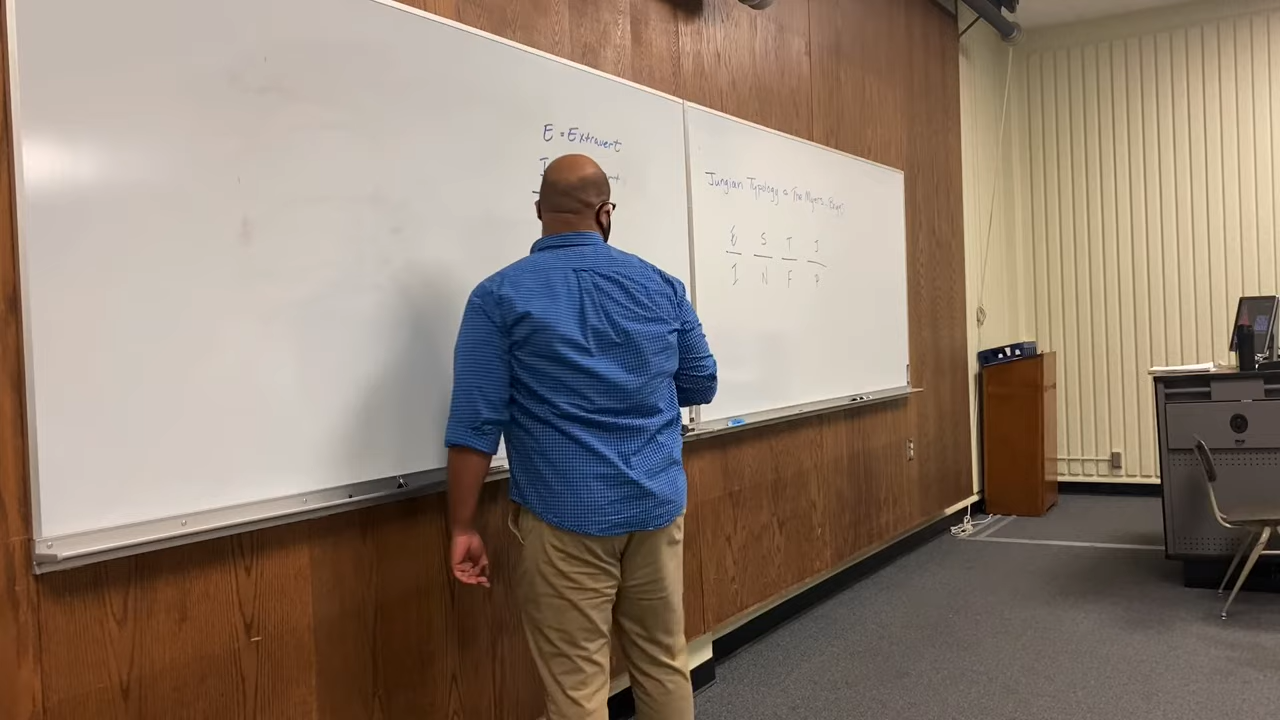 E = Extravert
I
Jungian Typology & The Myers-Briggs
E S T J
I N F P